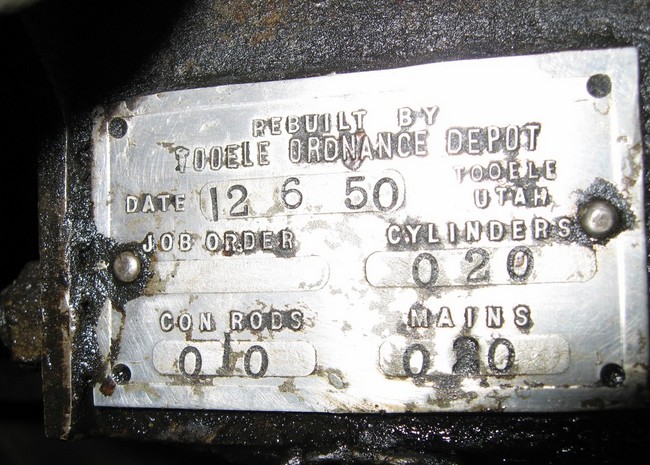 REBUILT BY
TOOELE ORDNANCE DEPOT
DATE 12 6 50 TOOELE
UTAH
JOB ORDER CYLINDERS
020
CON RODS MAINS
010 020